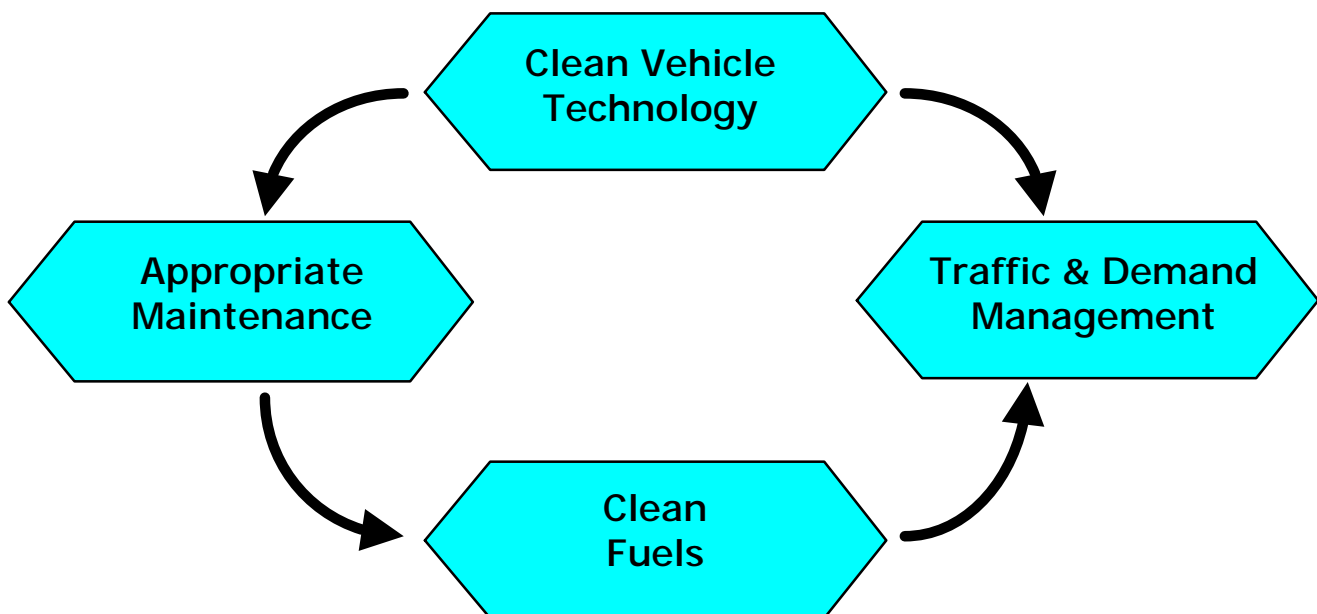 Clean Vehicle
Technology
Appropriate
Maintenance
Traffic & Demand
Management
Clean
Fuels